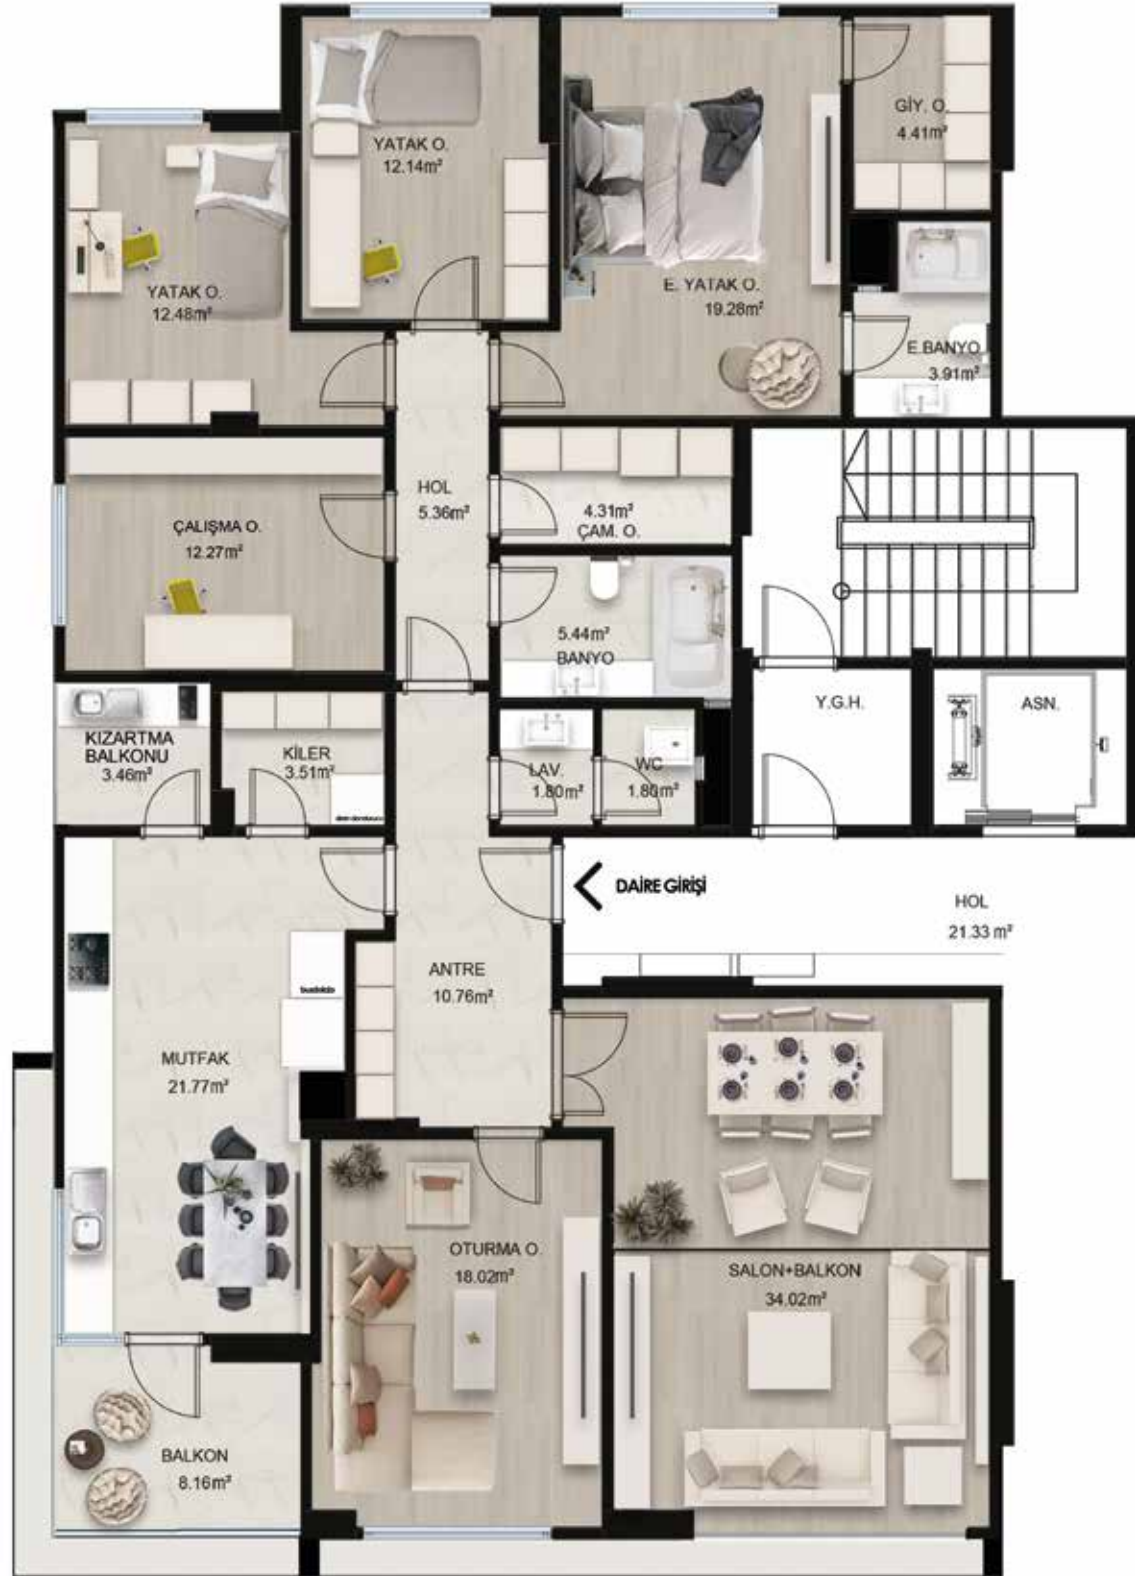 GİY. O.
4.41m²
YATAK O.
12.14m²
YATAK O.
12.48m²
E. YATAK O.
19.28m²
E.BANYO
3.91m²
HOL
5.36m²
4.31m²
ÇAM. O.
ÇALIŞMA O.
12.27m²
5.44m²
BANYO
Y.G.H.
ASN.
KIZARTMA
BALKONU
3.46m²
KİLER
3.51m²
LAV.
1.80m²
WC
1.80m²
DAİRE GİRİŞİ
HOL
21.33 m²
ANTRE
10.76m²
buzdolabı
MUTFAK
21.77m²
OTURMA O.
18.02m²
SALON+BALKON
34.02m²
BALKON
8.16m²